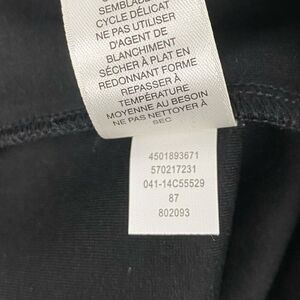 SEMBLABLE
CYCLE DÉLICAT
NE PAS UTILISER
D'AGENT DE
BLANCHIMENT
SÉCHER À PLAT EN
REDONNANT FORME
REPASSER À
TEMPÉRATURE
MOYENNE AU BESOIN
NE PAS NETTOYER À
SEC
4501893671
570217231
041-14C55529
87
802093